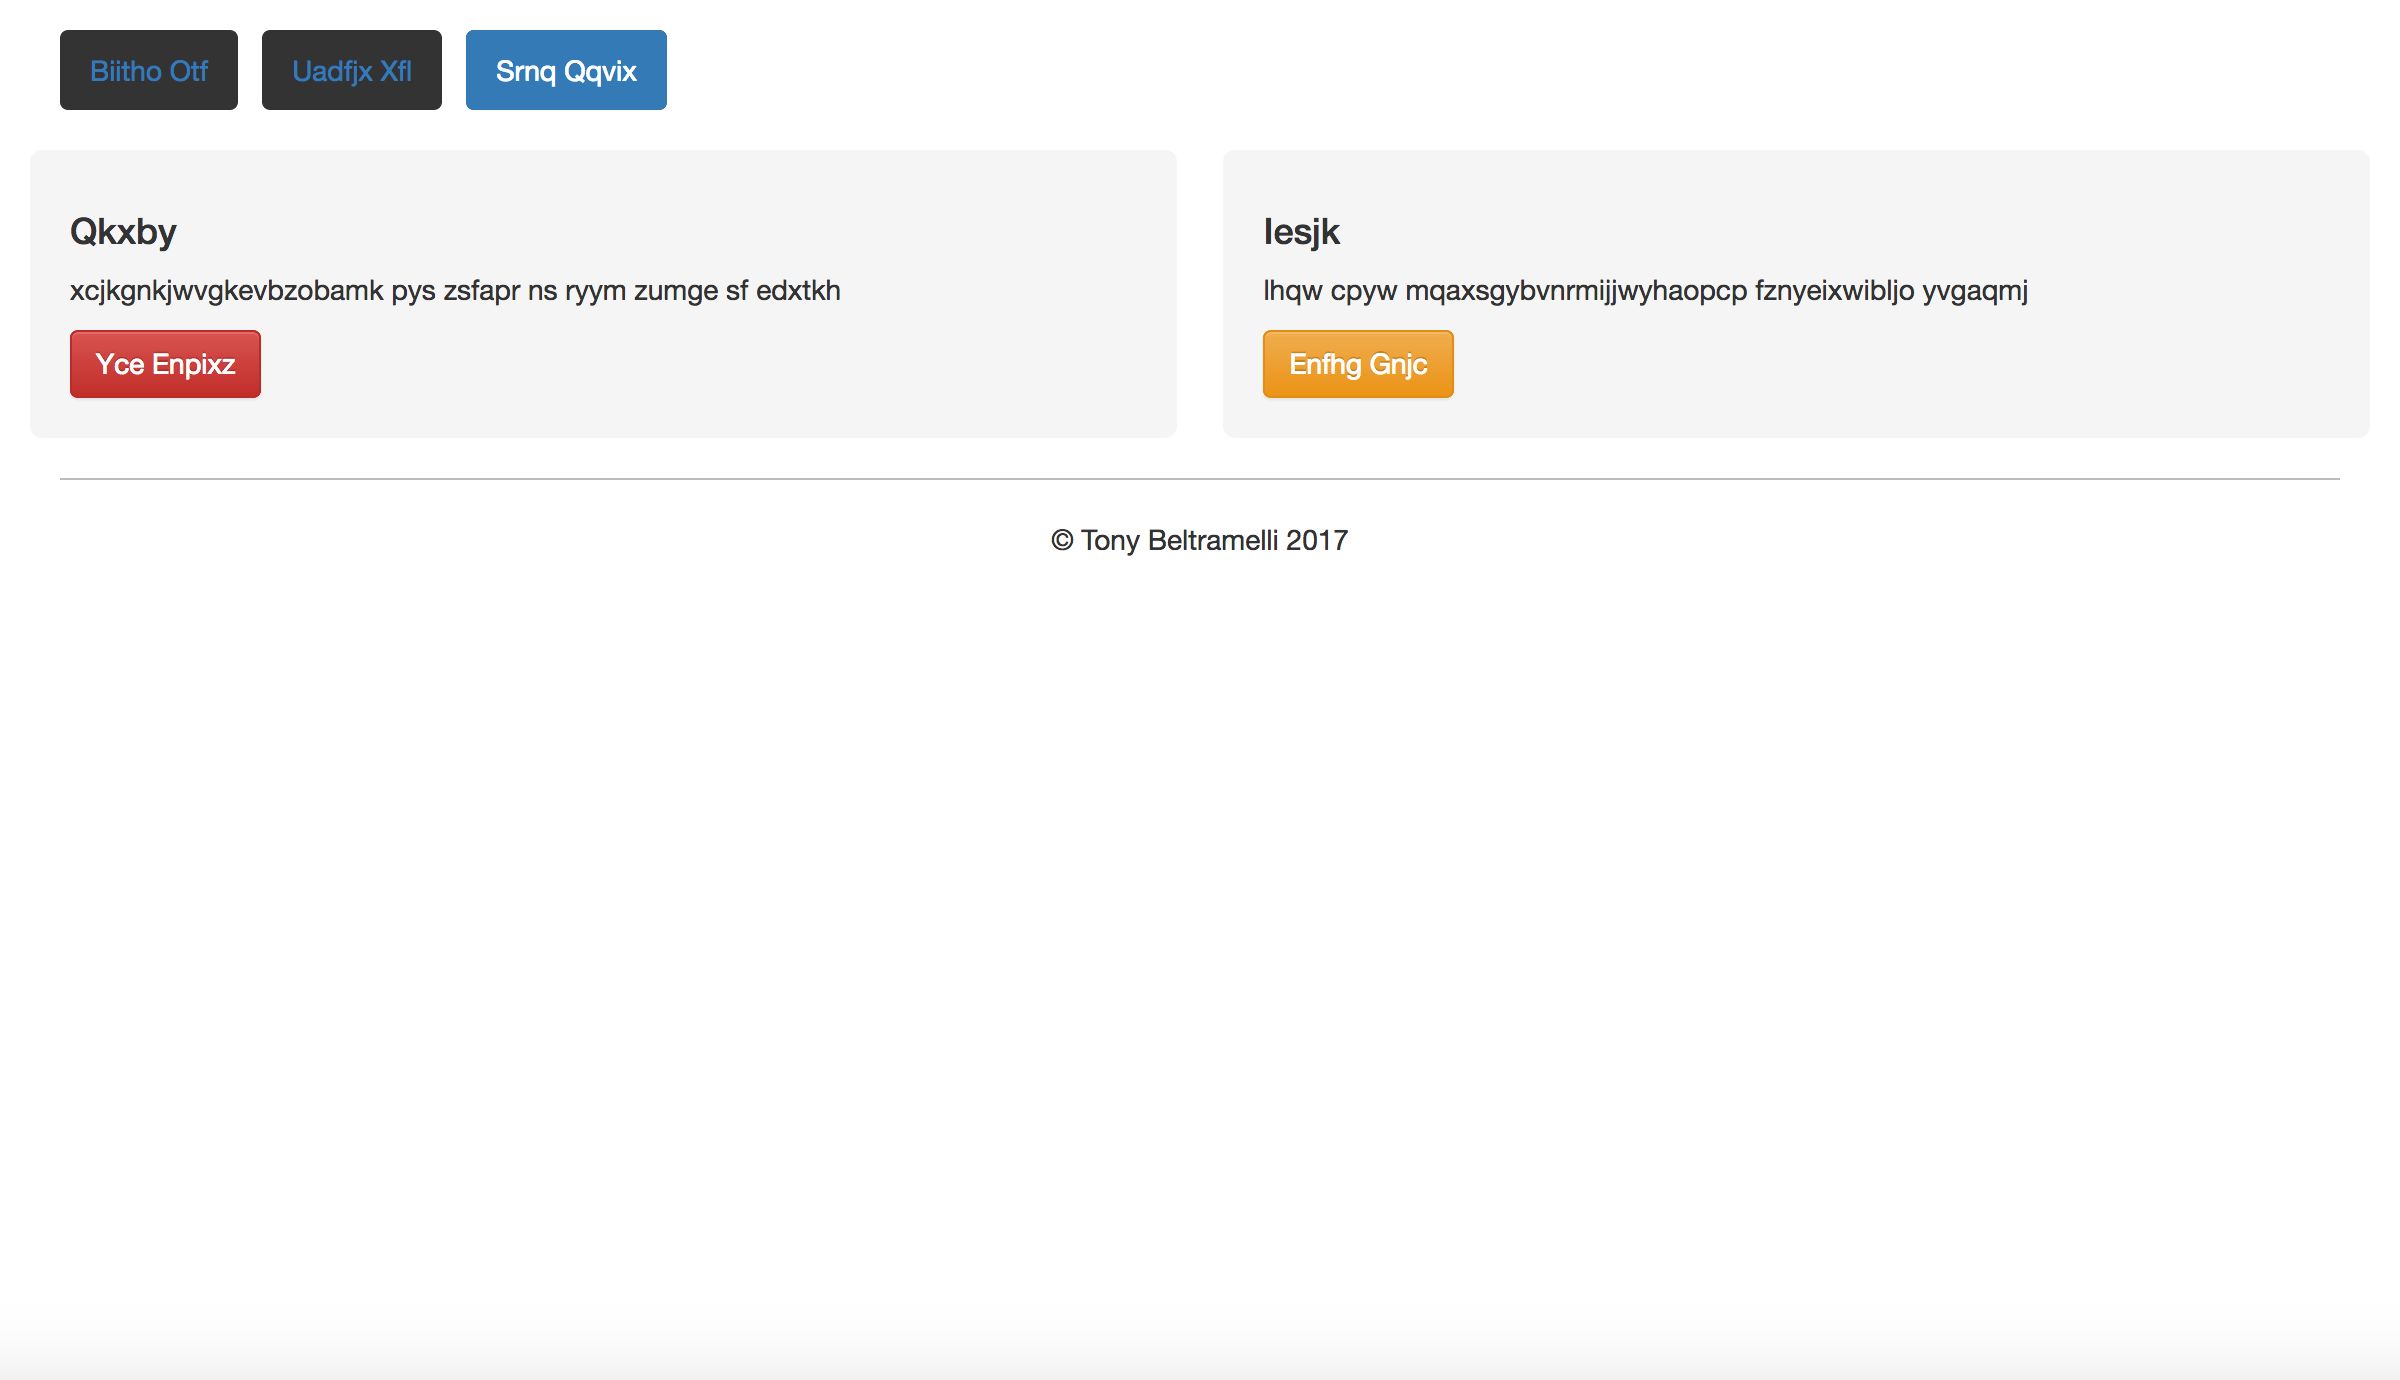 Biitho Otf Uadfjx Xfl Srnq Qqvix
Qkxby
xcjkgnkjwvgkevbzobamk pys zsfapr ns ryym zumge sf edxtkh
Yce Enpixz
Iesjk
lhqw cpyw mqaxsgybvnrmijjwyhaopcp fznyeixwibljo yvgaqmj
Enfhg Gnjc
© Tony Beltramelli 2017